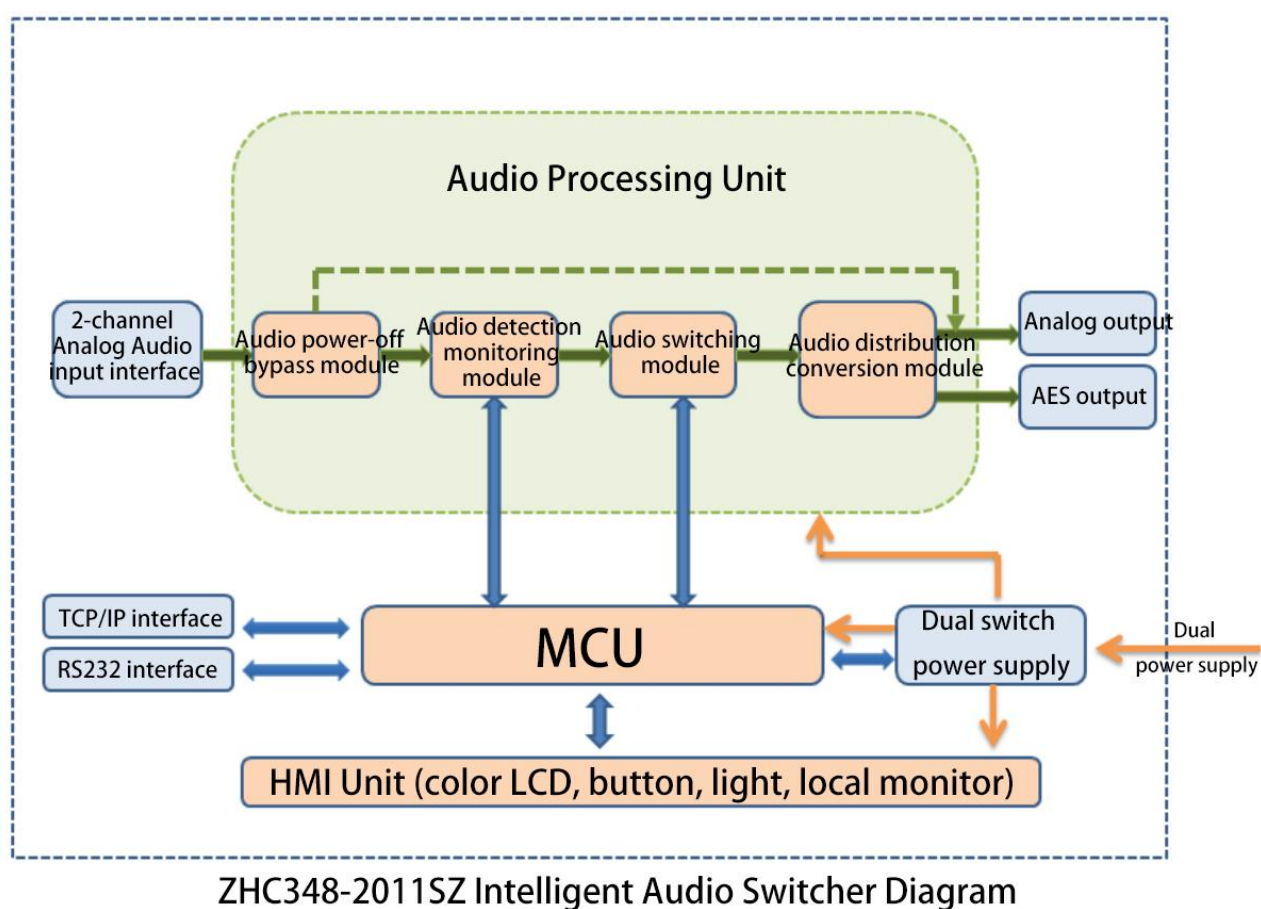 Audio Processing Unit
2-channel
Analog Audio
input interface
Audio power-off
bypass module
Audio detection
monitoring
module
Audio switching
module
Audio distribution
conversion module
Analog output
AES output
TCP/IP interface
RS232 interface
MCU
Dual switch
power supply
Dual
power supply
HMI Unit (color LCD, button, light, local monitor)
ZHC348-2011SZ Intelligent Audio Switcher Diagram